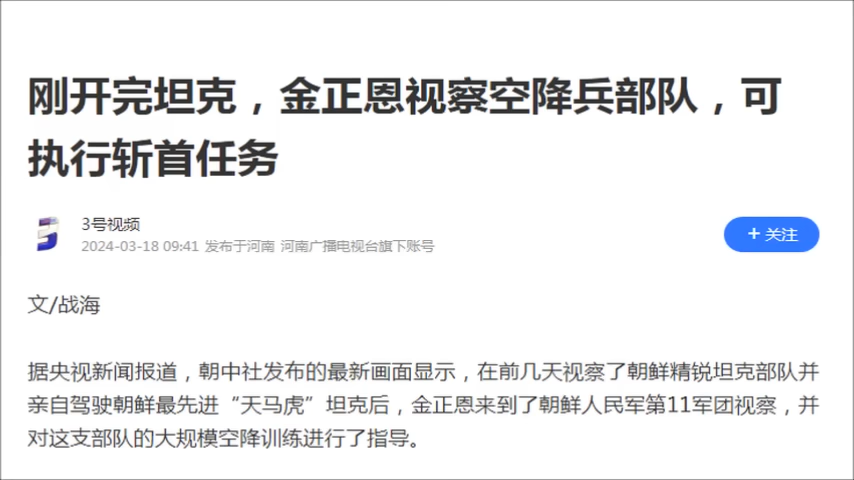 刚开完坦克，金正恩视察空降兵部队，可
执行斩首任务
3号视频
2024-03-18 09:41 发布于河南 河南广播电视台旗下账号
+ 关注
文/战海
据央视新闻报道，朝中社发布的最新画面显示，在前几天视察了朝鲜精锐坦克部队并
亲自驾驶朝鲜最先进“天马虎”坦克后，金正恩来到了朝鲜人民军第11军团视察，并
对这支部队的大规模空降训练进行了指导。